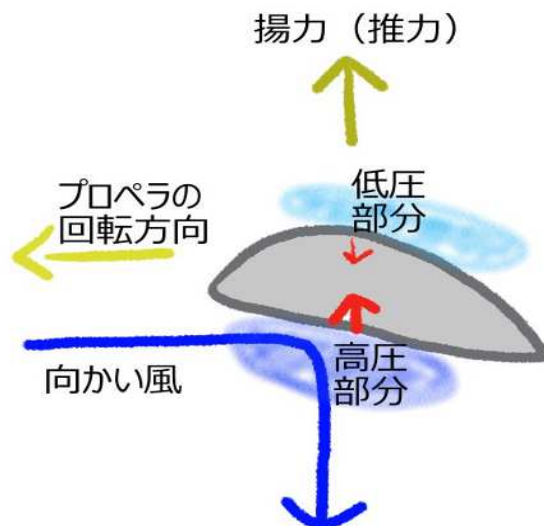 揚力（推力）
プロペラの
回転方向
低圧
部分
向かい風
高圧
部分